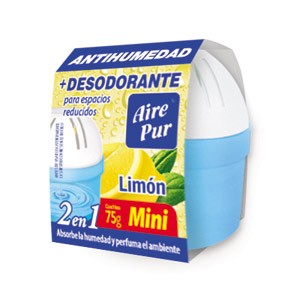 ANTIHUMEDAD
+DESODORANTE
para espacios
reducidos
Aire
Pur
Limón
2 en 1
75g
Mini
Absorbe la humedad y perfuma el ambiente